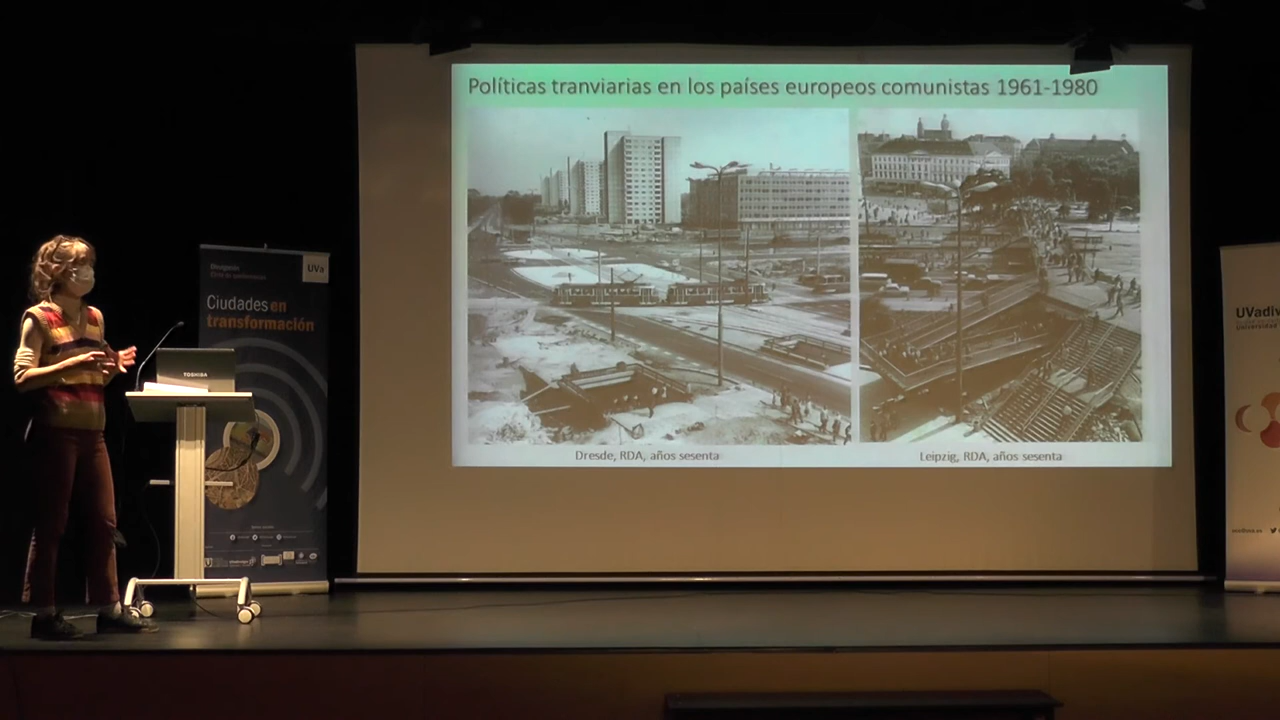 Políticas tranviarias en los países europeos comunistas 1961-1980
Dresde, RDA, años sesenta
Leipzig, RDA, años sesenta
UVa
Ciudades en
transformación
TOSHIBA
UVadiv